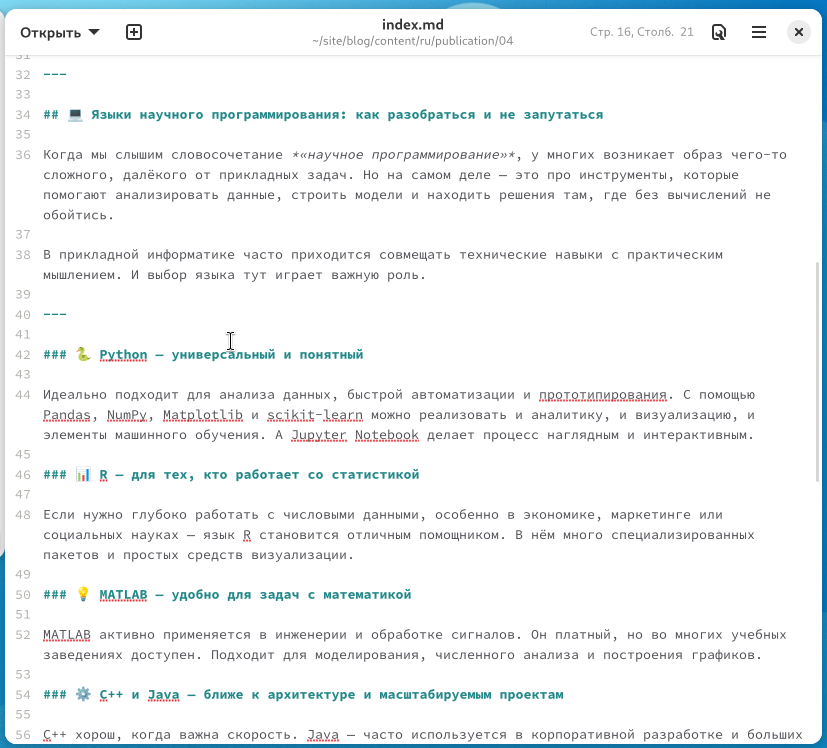 Открыть
index.md
~/site/blog/content/ru/publication/04
Стр. 16, Столб. 21
31
32 ---
33
34 ## 💻 Языки научного программирования: как разобраться и не запутаться
35
36 Когда мы слышим словосочетание *«научное программирование»*, у многих возникает образ чего-то
сложного, далёкого от прикладных задач. Но на самом деле — это про инструменты, которые
помогают анализировать данные, строить модели и находить решения там, где без вычислений не
обойтись.
37
38 В прикладной информатике часто приходится совмещать технические навыки с практическим
мышлением. И выбор языка тут играет важную роль.
39
40 ---
41
42 ### 🐍 Python — универсальный и понятный
43
44 Идеально подходит для анализа данных, быстрой автоматизации и прототипирования. С помощью
Pandas, NumPy, Matplotlib и scikit-learn можно реализовать и аналитику, и визуализацию, и
элементы машинного обучения. А Jupyter Notebook делает процесс наглядным и интерактивным.
45
46 ### 📊 R — для тех, кто работает со статистикой
47
48 Если нужно глубоко работать с числовыми данными, особенно в экономике, маркетинге или
социальных науках — язык R становится отличным помощником. В нём много специализированных
пакетов и простых средств визуализации.
49
50 ### 💡 MATLAB — удобно для задач с математикой
51
52 MATLAB активно применяется в инженерии и обработке сигналов. Он платный, но во многих учебных
заведениях доступен. Подходит для моделирования, численного анализа и построения графиков.
53
54 ### ⚙️ C++ и Java — ближе к архитектуре и масштабируемым проектам
55
56 C++ хорош, когда важна скорость. Java — часто используется в корпоративной разработке и больших